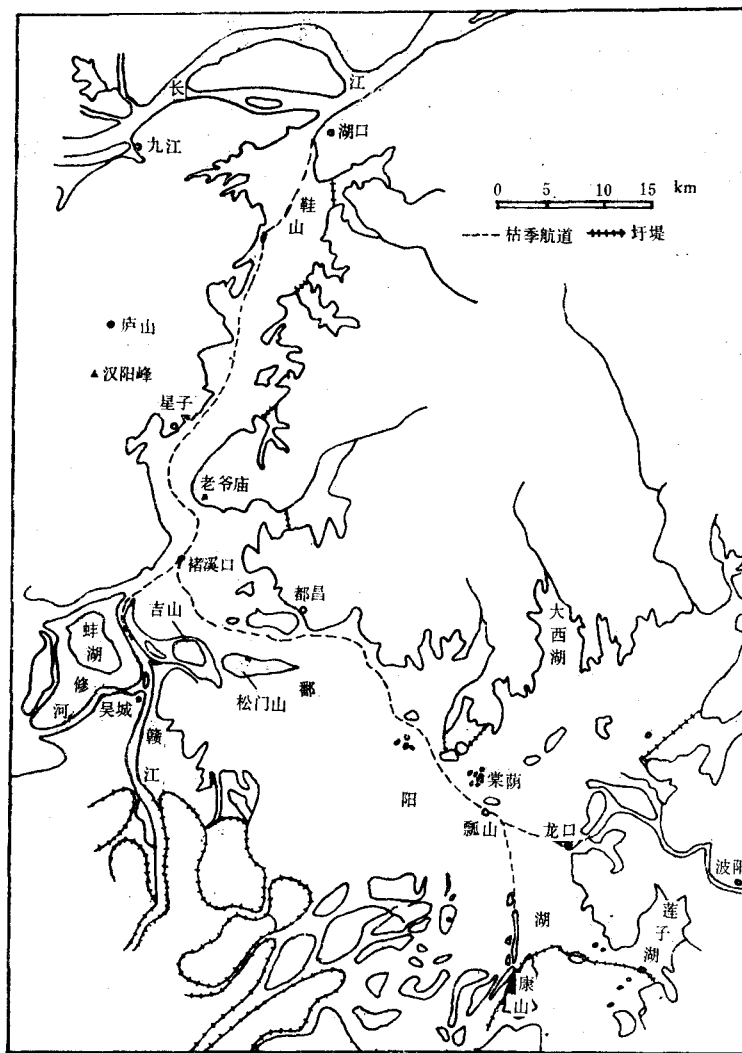 长江
九江
湖口
0 5 10 15 km
枯季航道 圩堤
鞋山
庐山
汉阳峰
星子
老爷庙
褚溪口
都昌
吉山
大西湖
蚌湖
修河
吴城
松门山
赣江
鄱阳湖
棠荫
瓢山
龙口
波阳
莲子湖
康山